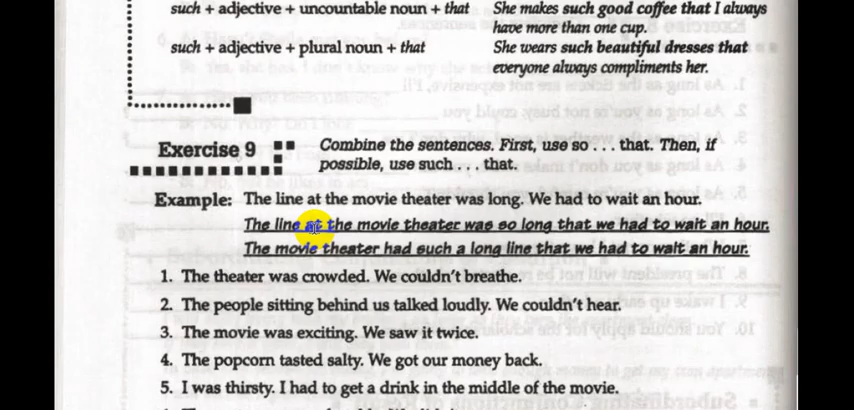 such + adjective + uncountable noun + that
She makes such good coffee that I always
have more than one cup.
such + adjective + plural noun + that
She wears such beautiful dresses that
everyone always compliments her.
Exercise 9
Combine the sentences. First, use so . . . that. Then, if
possible, use such . . . that.
Example: The line at the movie theater was long. We had to wait an hour.
The line at the movie theater was so long that we had to wait an hour.
The movie theater had such a long line that we had to wait an hour.
1. The theater was crowded. We couldn't breathe.
2. The people sitting behind us talked loudly. We couldn't hear.
3. The movie was exciting. We saw it twice.
4. The popcorn tasted salty. We got our money back.
5. I was thirsty. I had to get a drink in the middle of the movie.